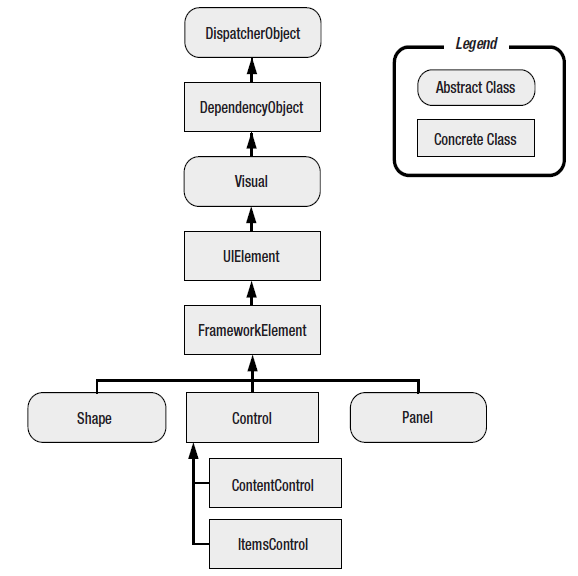 DispatcherObject
Legend
Abstract Class
DependencyObject
Concrete Class
Visual
UIElement
FrameworkElement
Shape
Control
Panel
ContentControl
ItemsControl